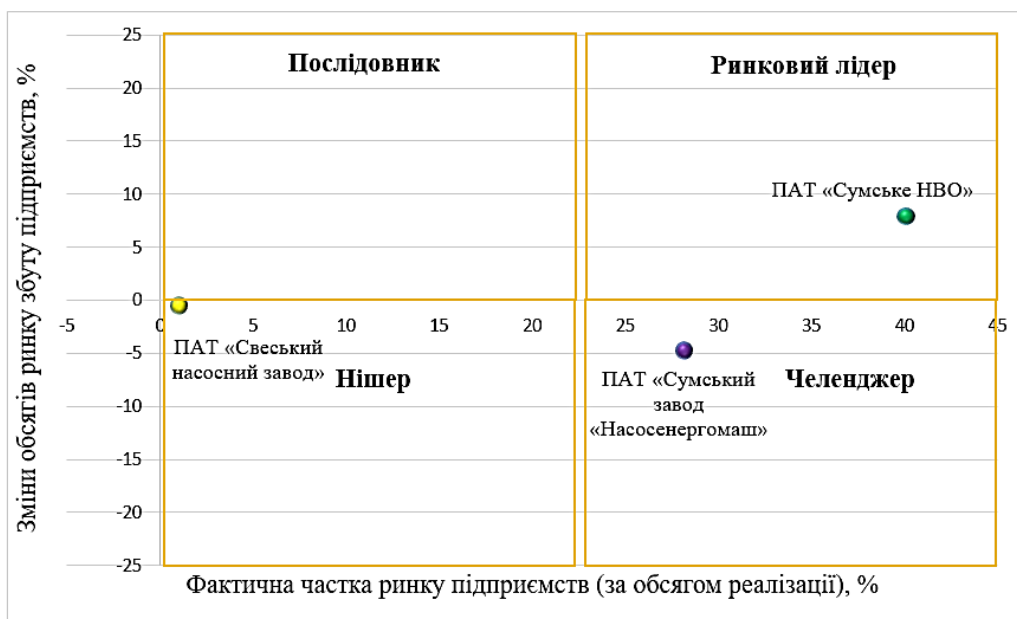 Зміни обсягів ринку збуту підприємств, %
25
20
15
10
5
0
-5
-10
-15
-20
-25
Послідовник
Ринковий лідер
ПАТ «Сумське НВО»
-5 0 5 10 15 20 25 30 35 40 45
ПАТ «Свеський
насосний завод»
Нішер
ПАТ «Сумський
завод
«Насосенергомаш»
Челенджер
Фактична частка ринку підприємств (за обсягом реалізації), %